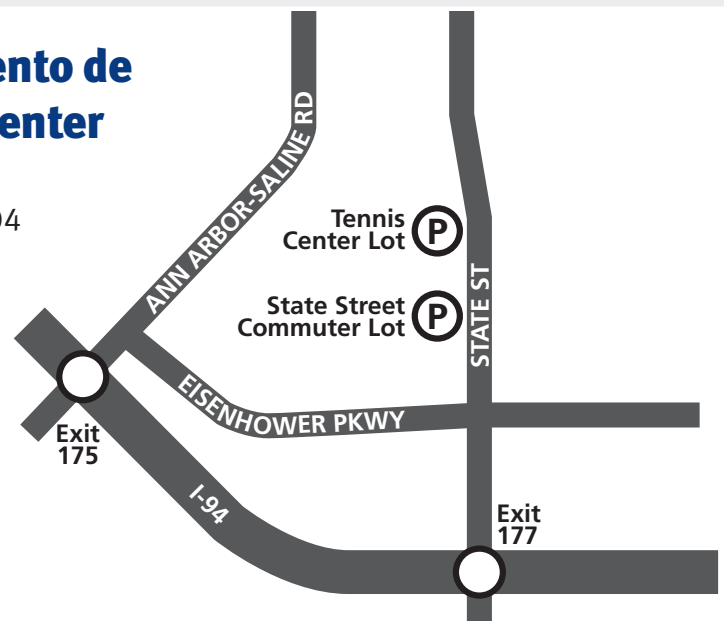 ento de
enter
94
ANN ARBOR-SALINE RD
Tennis
Center Lot
P
State Street
Commuter Lot
P
STATE ST
EISENHOWER PKWY
Exit
175
I-94
Exit
177